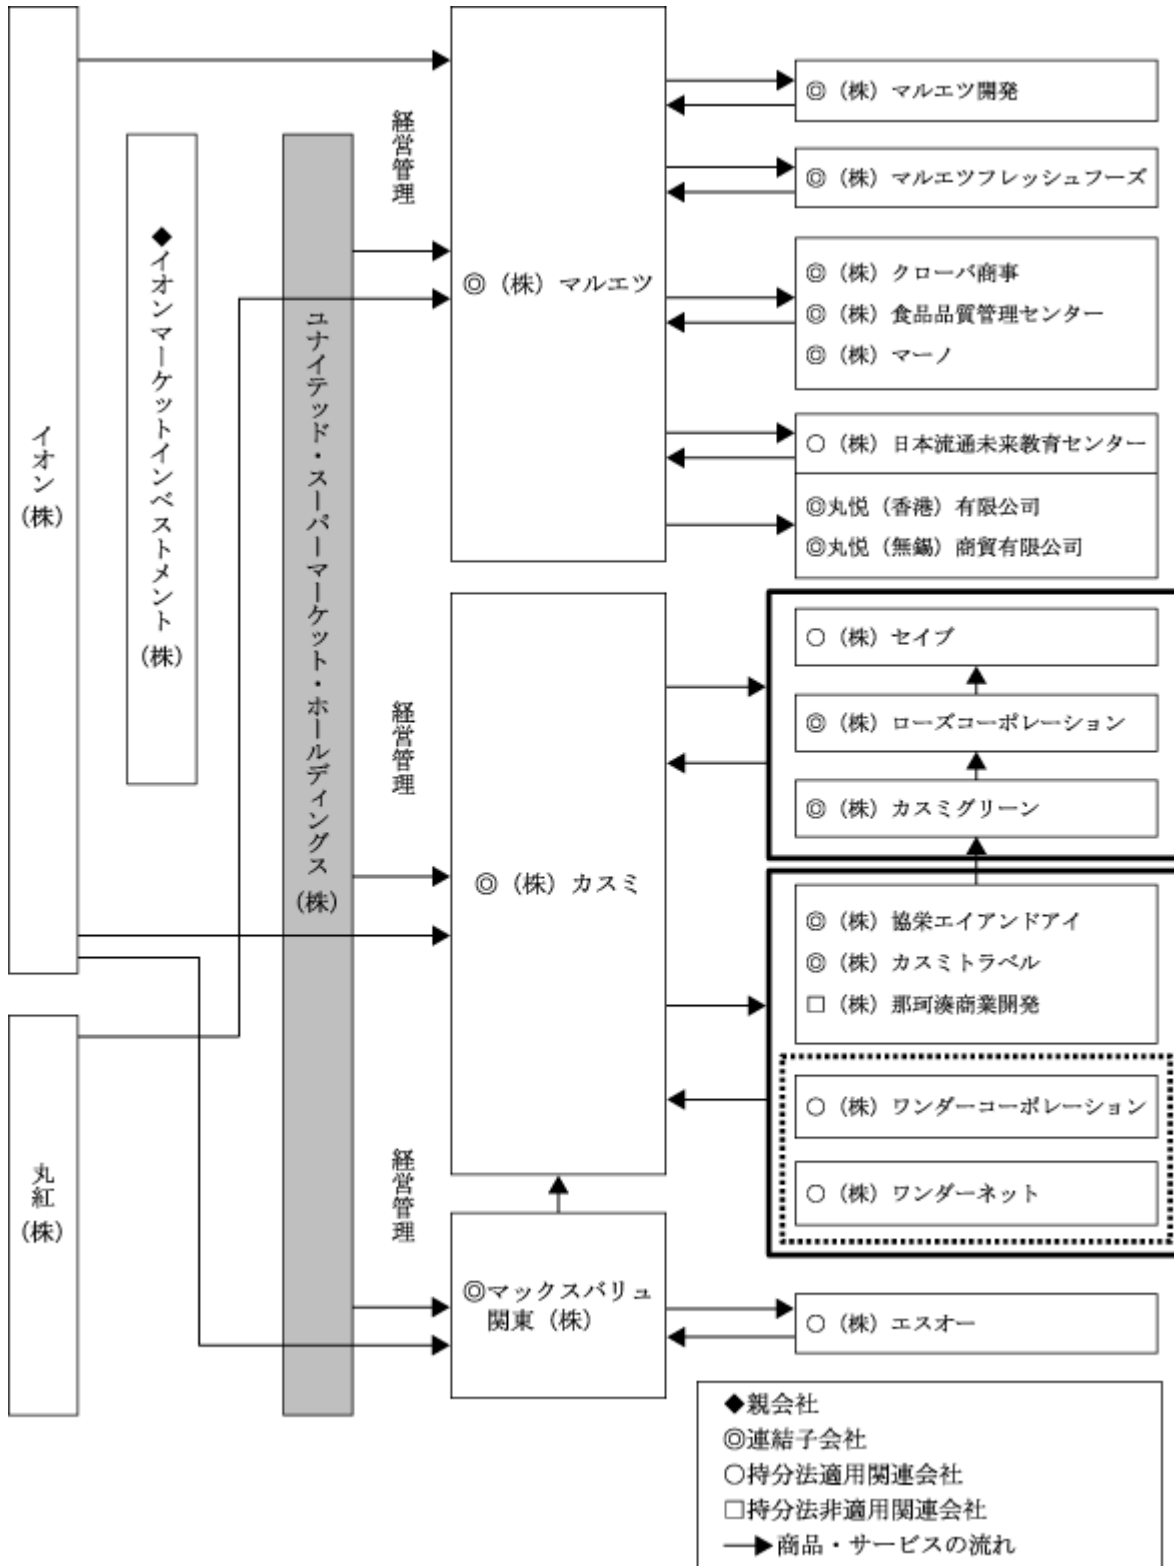 イオン(株)
◆イオンマーケットインベストメント(株)
ユナイテッド・スーパーマーケット・ホールディングス(株)
丸紅(株)
経営管理
◎(株)マルエツ
◎(株)マルエツ開発
◎(株)マルエツフレッシュフーズ
◎(株)クローバ商事
◎(株)食品品質管理センター
◎(株)マーノ
○(株)日本流通未来教育センター
◎丸悦(香港)有限公司
◎丸悦(無錫)商貿有限公司
経営管理
◎(株)カスミ
○(株)セイブ
◎(株)ローズコーポレーション
◎(株)カスミグリーン
◎(株)協栄エイアンドアイ
◎(株)カスミトラベル
□(株)那珂湊商業開発
○(株)ワンダーコーポレーション
○(株)ワンダーネット
経営管理
◎マックスバリュ
関東(株)
○(株)エスオー
◆親会社
◎連結子会社
○持分法適用関連会社
□持分法非適用関連会社
→商品・サービスの流れ